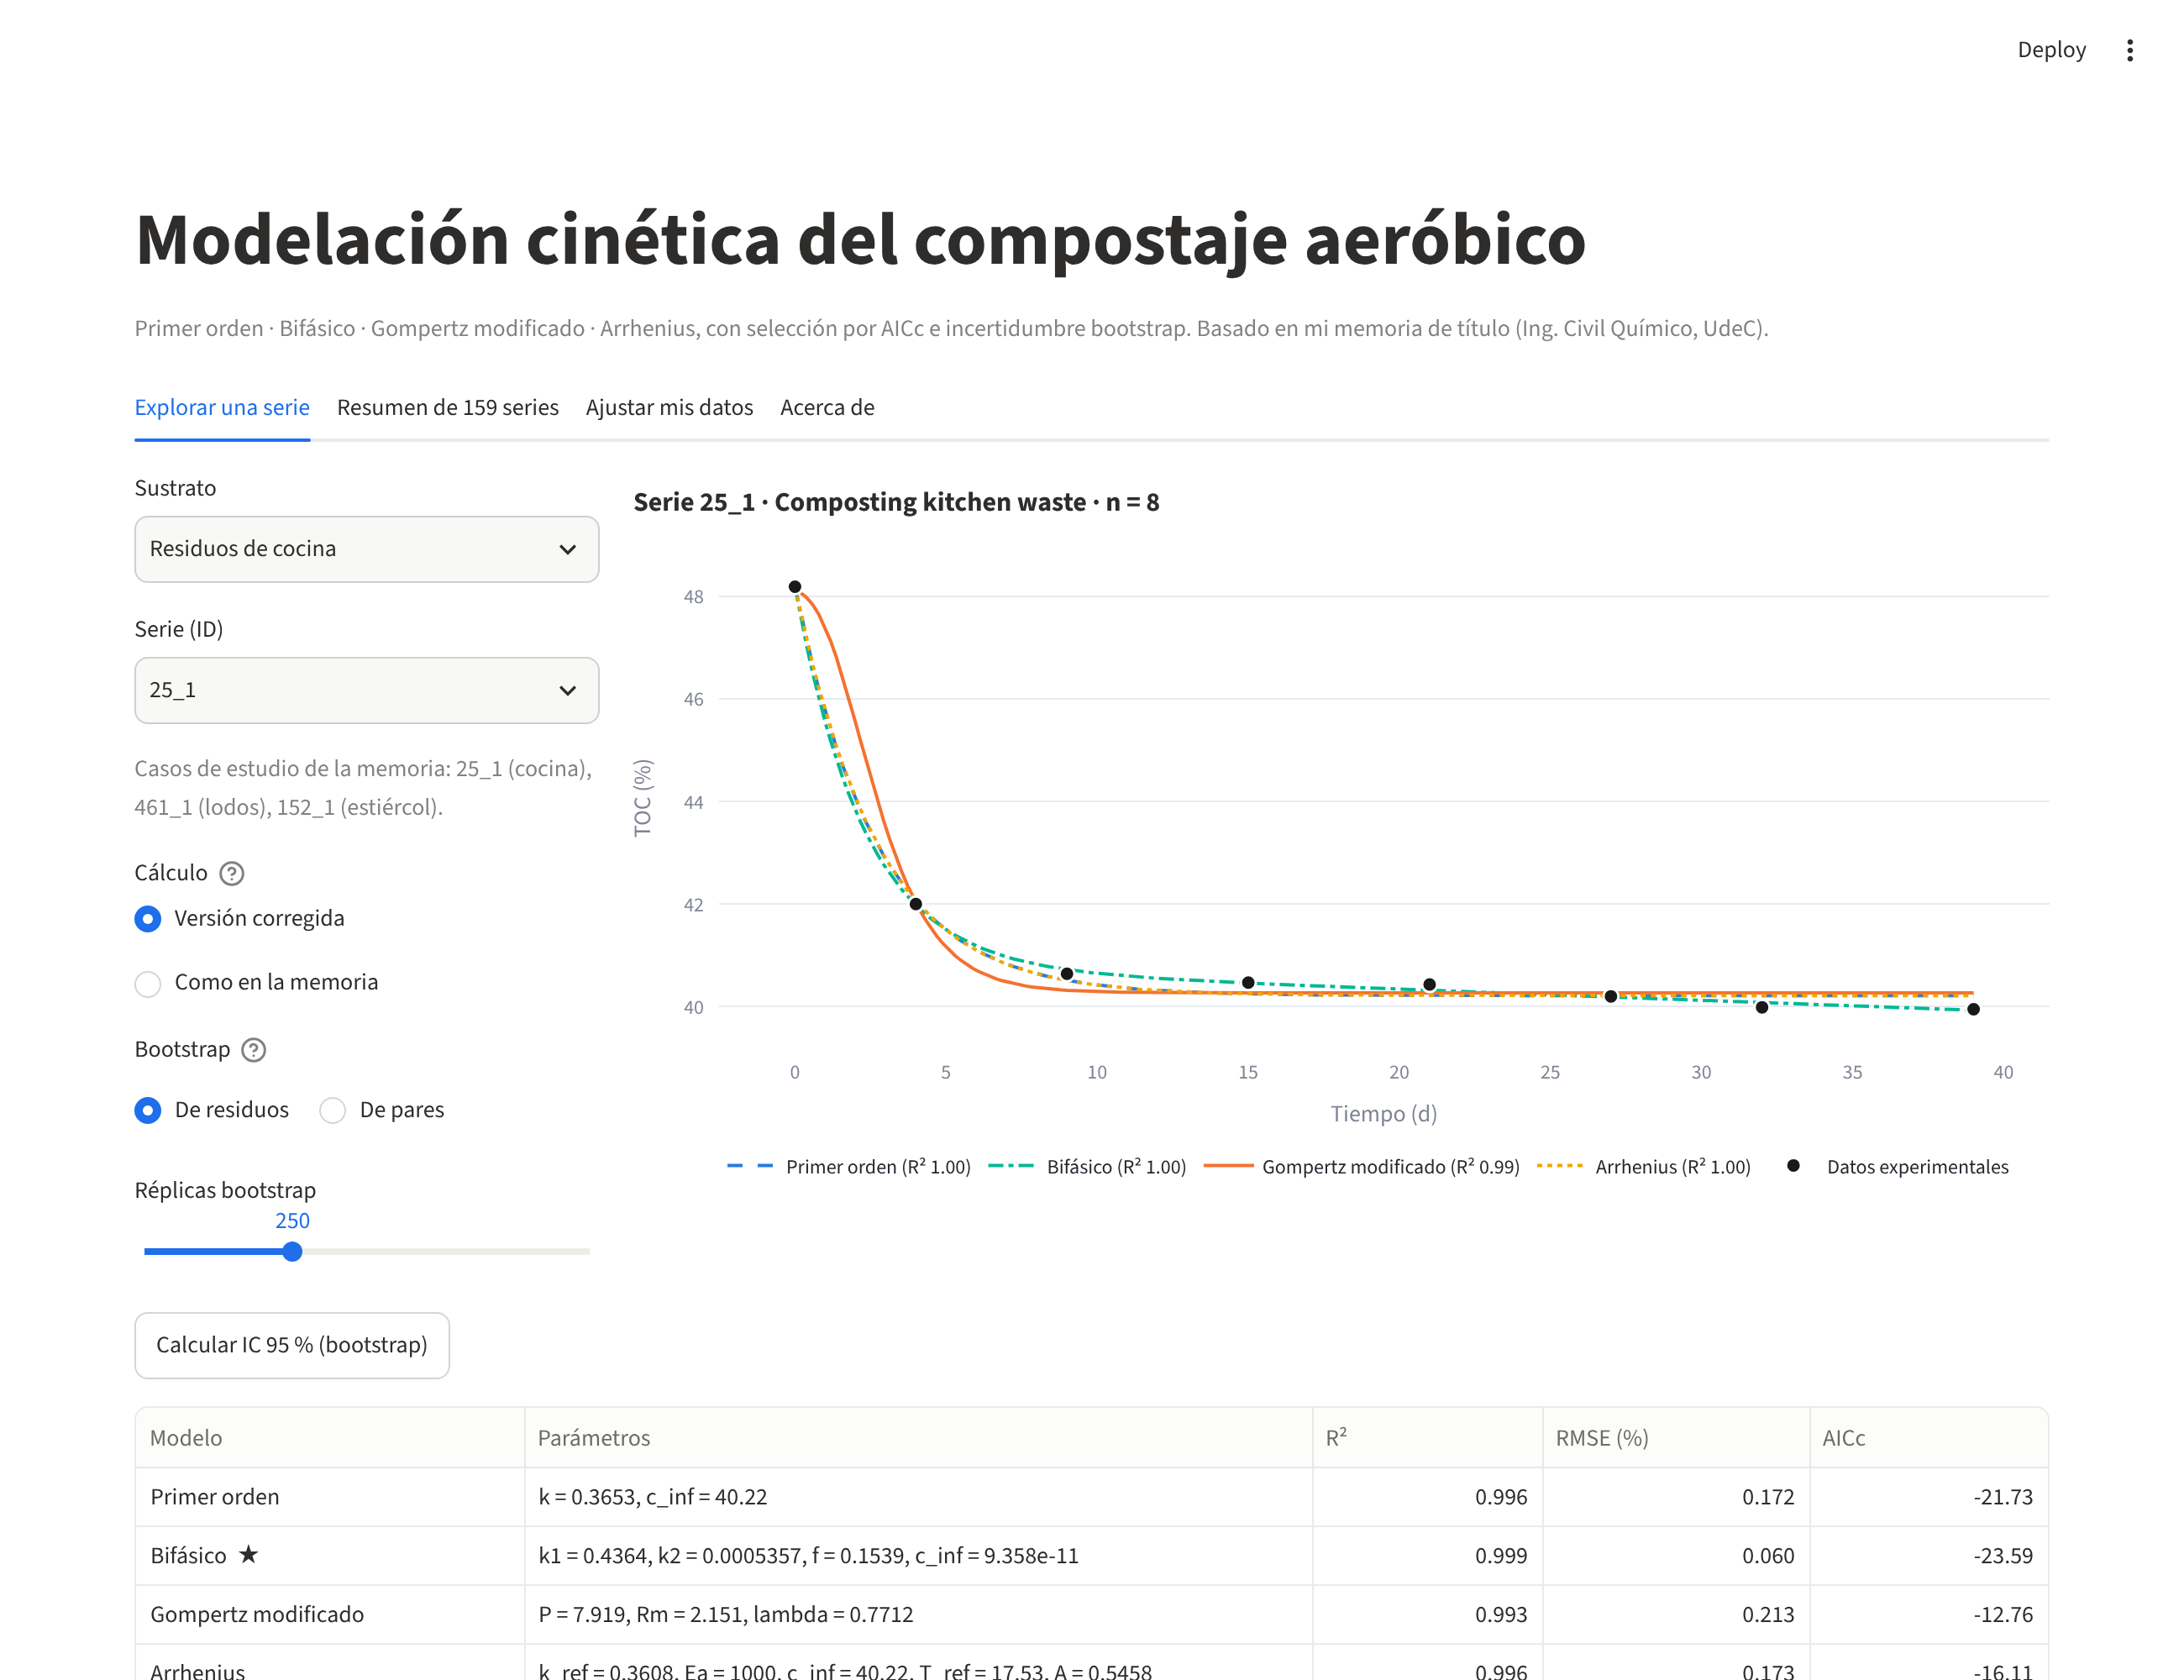 Deploy
Modelación cinética del compostaje aeróbico
Primer orden · Bifásico · Gompertz modificado · Arrhenius, con selección por AICc e incertidumbre bootstrap. Basado en mi memoria de título (Ing. Civil Químico, UdeC).
Explorar una serie Resumen de 159 series Ajustar mis datos Acerca de
Sustrato
Residuos de cocina
Serie (ID)
25_1
Casos de estudio de la memoria: 25_1 (cocina),
461_1 (lodos), 152_1 (estiércol).
Cálculo
Versión corregida
Como en la memoria
Bootstrap
De residuos De pares
Réplicas bootstrap
250
Calcular IC 95 % (bootstrap)
Serie 25_1 · Composting kitchen waste · n = 8
48
46
44
42
40
TOC (%)
0 5 10 15 20 25 30 35 40
Tiempo (d)
Primer orden (R² 1.00) Bifásico (R² 1.00) Gompertz modificado (R² 0.99) Arrhenius (R² 1.00) Datos experimentales
Modelo Parámetros R² RMSE (%) AICc
Primer orden k = 0.3653, c_inf = 40.22 0.996 0.172 -21.73
Bifásico ★ k1 = 0.4364, k2 = 0.0005357, f = 0.1539, c_inf = 9.358e-11 0.999 0.060 -23.59
Gompertz modificado P = 7.919, Rm = 2.151, lambda = 0.7712 0.993 0.213 -12.76
Arrhenius k_ref = 0.3608, Ea = 1000, c_inf = 40.22, T_ref = 17.53, A = 0.5458 0.996 0.173 -16.11